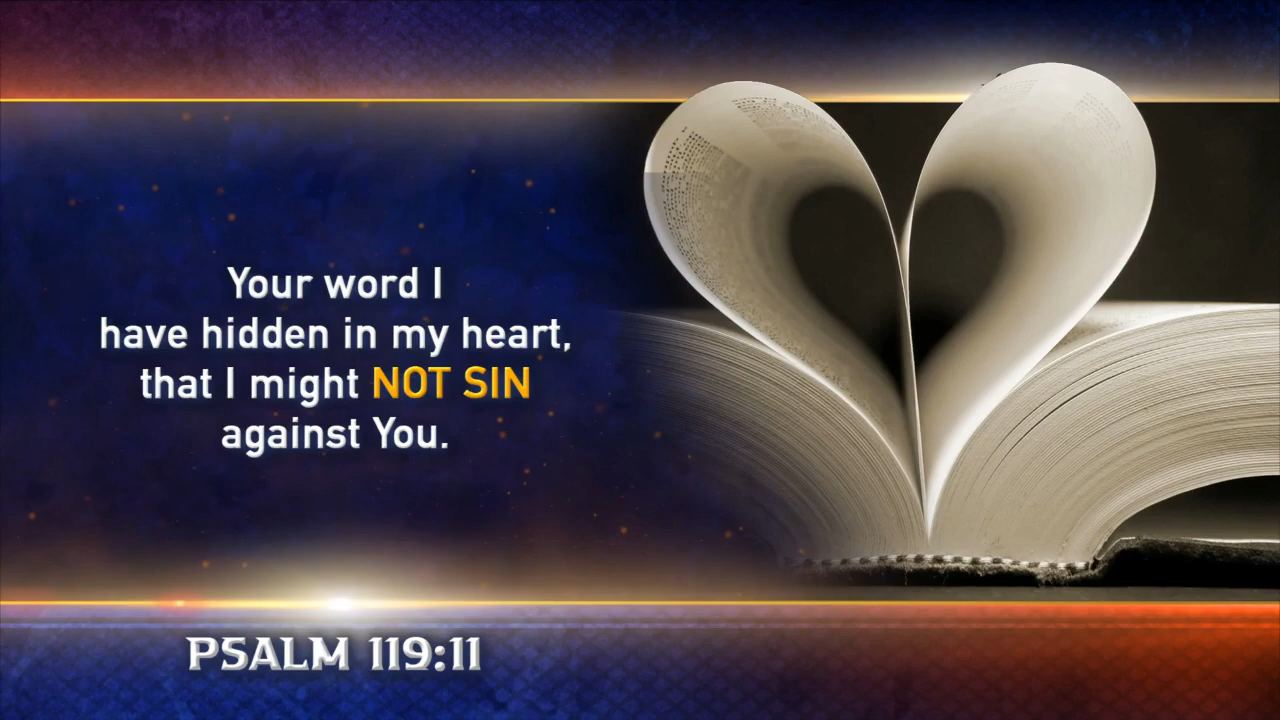 Your word I
have hidden in my heart,
that I might NOT SIN
against You.
PSALM 119:11